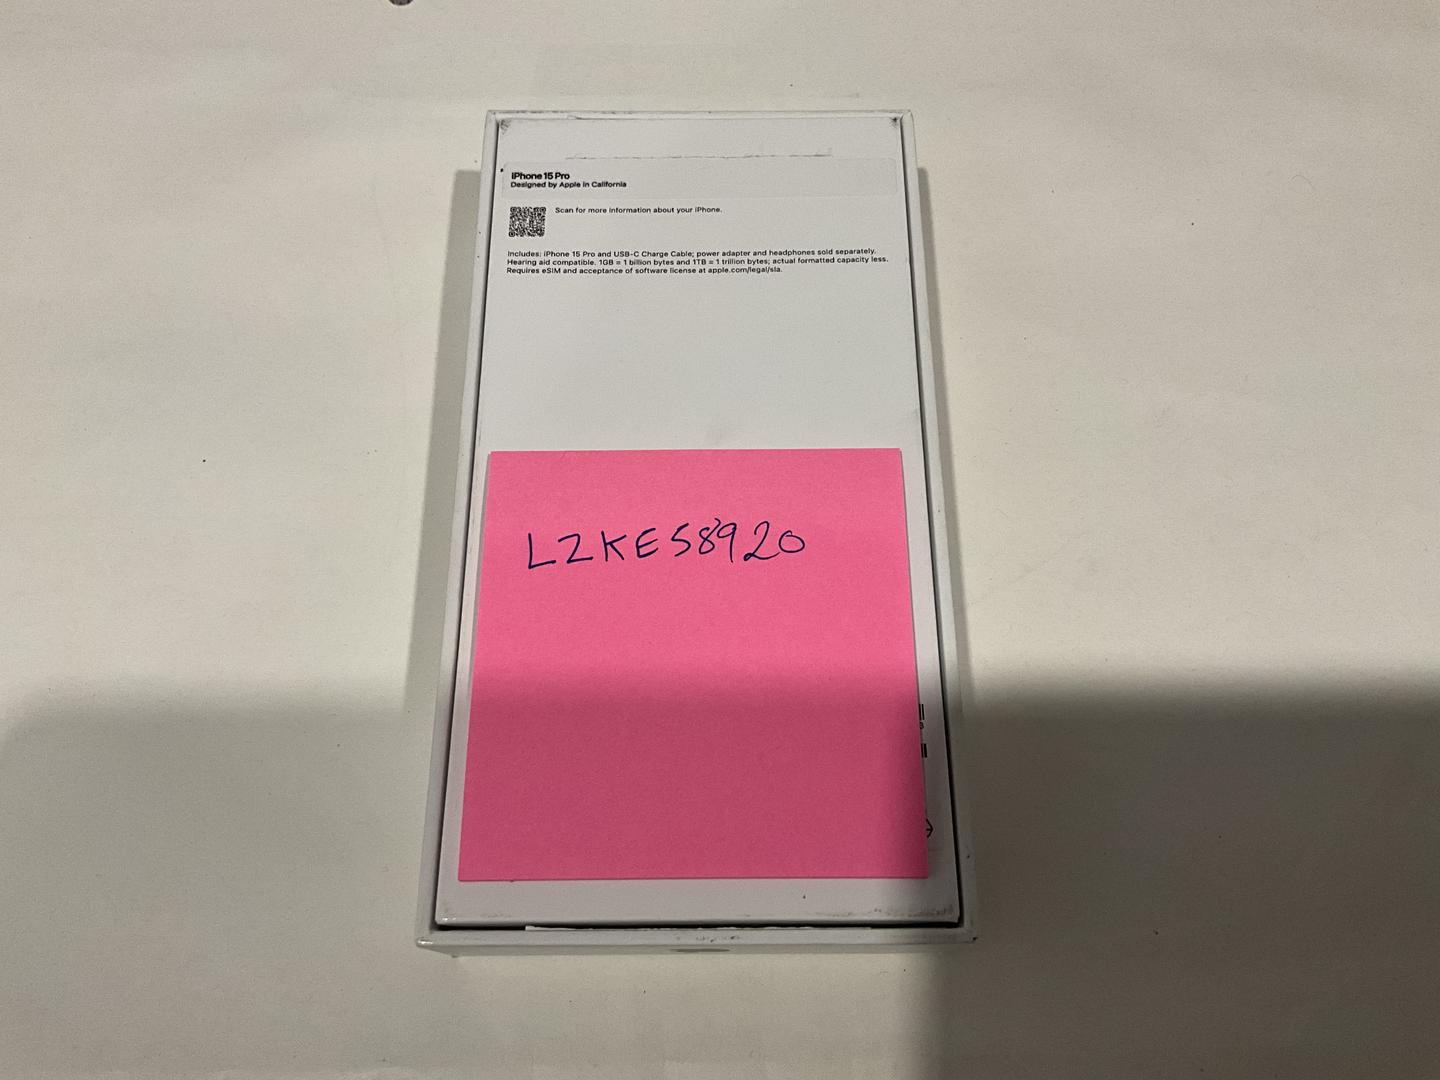 iPhone 15 Pro
Designed by Apple in California
Scan for more information about your iPhone.
Includes: iPhone 15 Pro and USB-C Charge Cable; power adapter and headphones sold separately.
Hearing aid compatible. 1GB = 1 billion bytes and 1TB = 1 trillion bytes; actual formatted capacity less.
Requires eSIM and acceptance of software license at apple.com/legal/sla.
LZKE58920